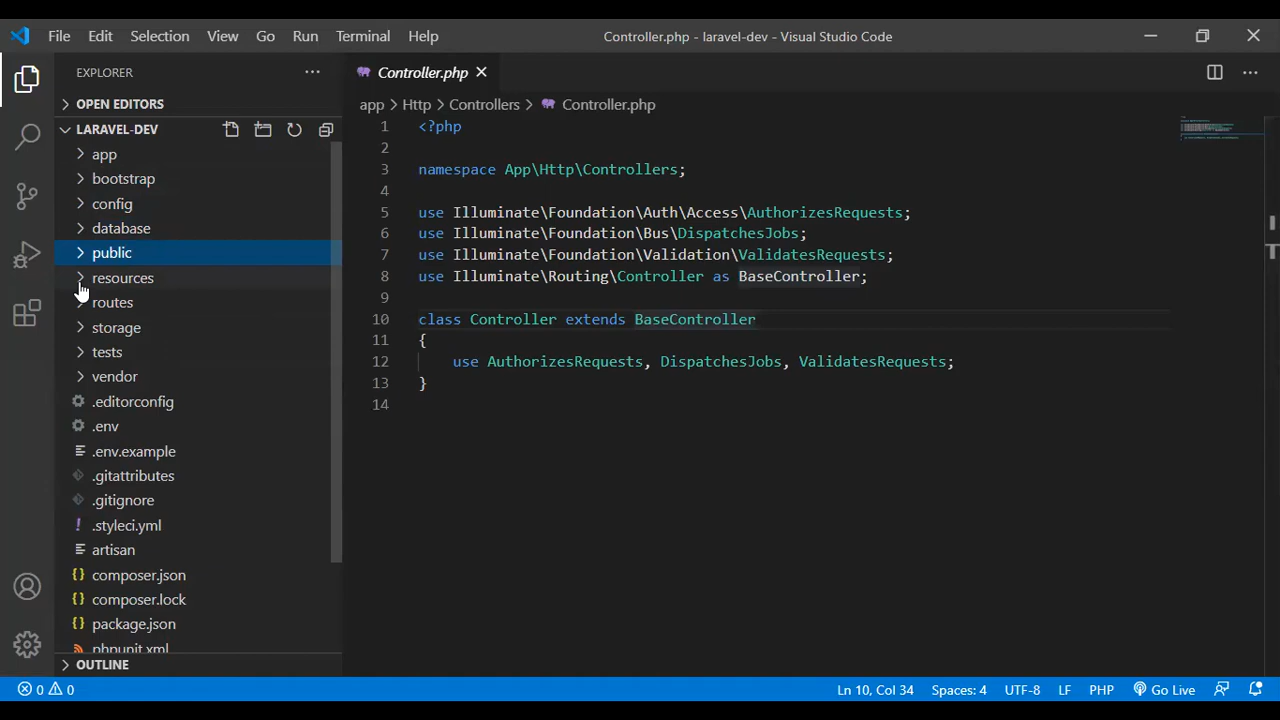 File Edit Selection View Go Run Terminal Help
Controller.php - laravel-dev - Visual Studio Code
EXPLORER
OPEN EDITORS
LARAVEL-DEV
app
bootstrap
config
database
public
resources
routes
storage
tests
vendor
.editorconfig
.env
.env.example
.gitattributes
.gitignore
.styleci.yml
artisan
composer.json
composer.lock
package.json
phpunit.xml
OUTLINE
Controller.php
app > Http > Controllers > Controller.php
1 <?php
2
3 namespace App\Http\Controllers;
4
5 use Illuminate\Foundation\Auth\Access\AuthorizesRequests;
6 use Illuminate\Foundation\Bus\DispatchesJobs;
7 use Illuminate\Foundation\Validation\ValidatesRequests;
8 use Illuminate\Routing\Controller as BaseController;
9
10 class Controller extends BaseController
11 {
12 use AuthorizesRequests, DispatchesJobs, ValidatesRequests;
13 }
14
0 0
Ln 10, Col 34 Spaces: 4 UTF-8 LF PHP Go Live